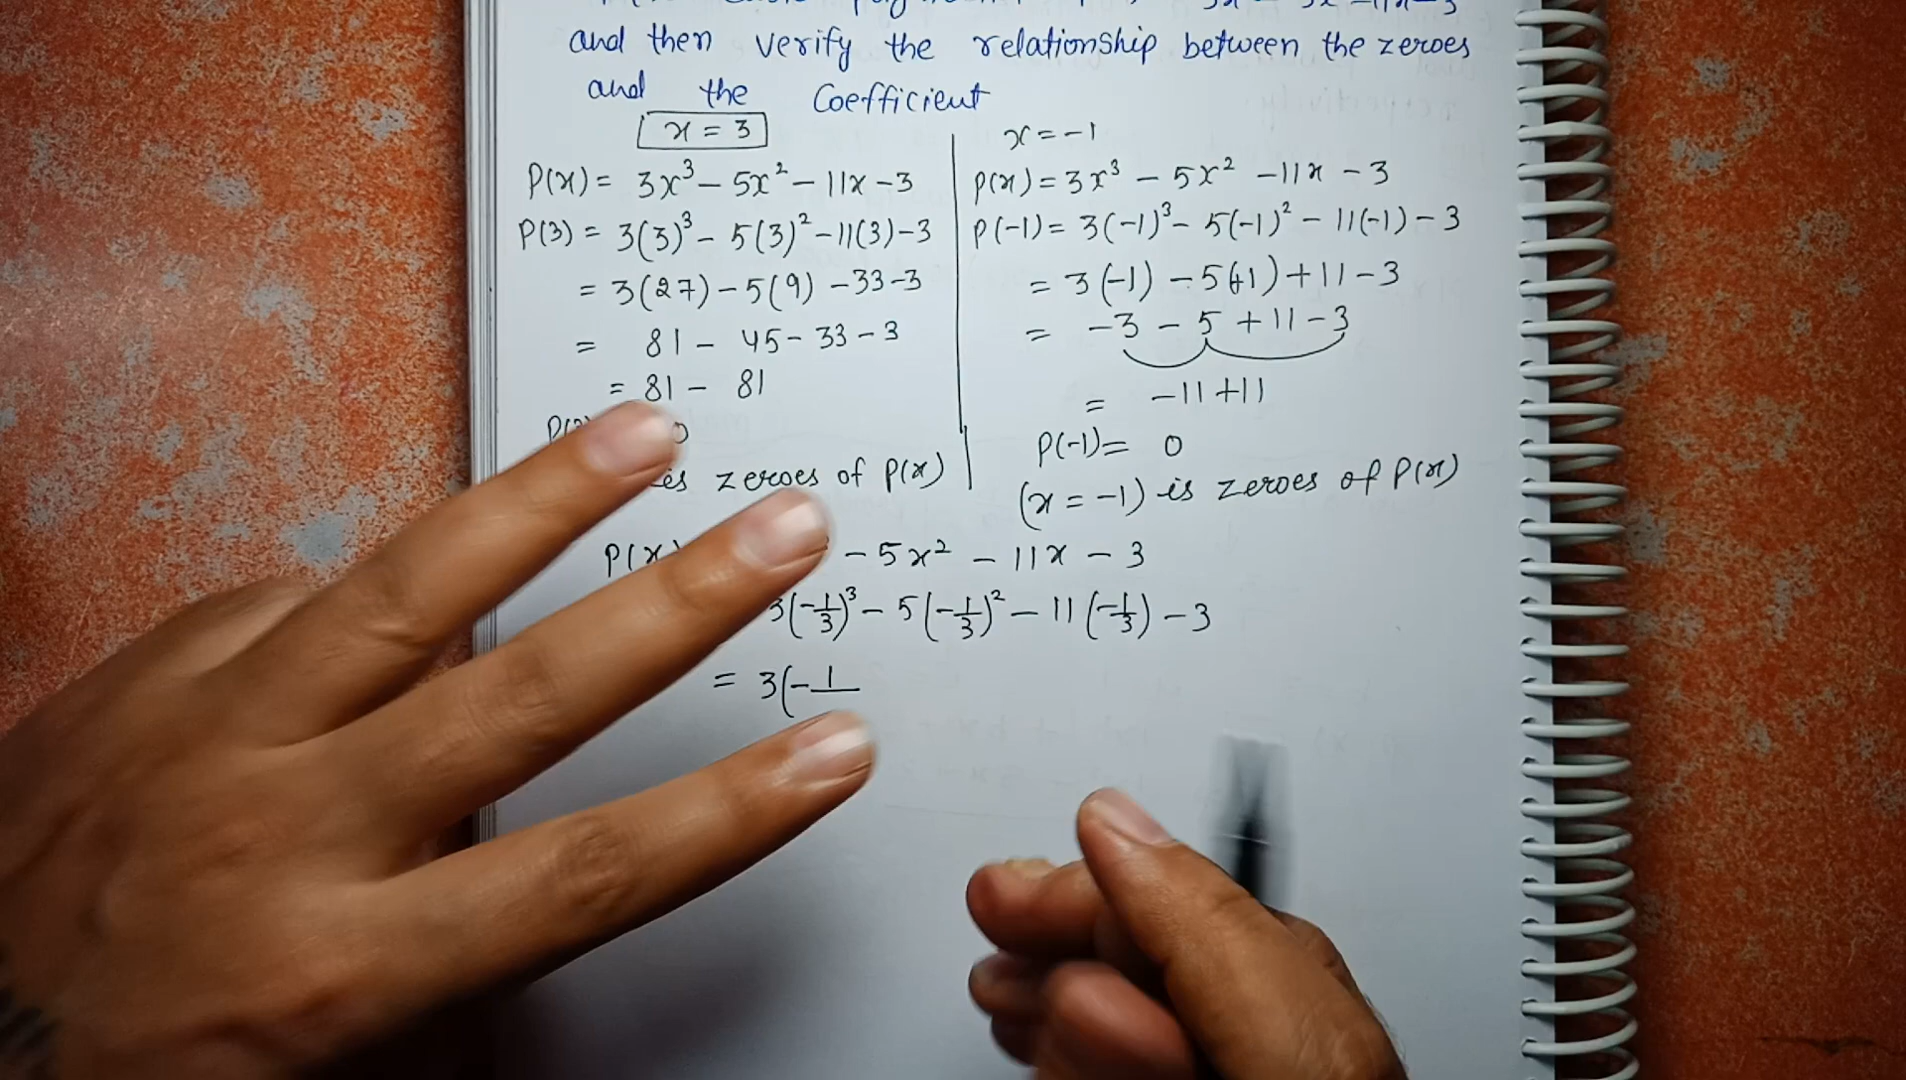 and then verify the relationship between the zeroes
and the Coefficient
x = 3
P(x) = 3x³ - 5x² - 11x - 3
P(3) = 3(3)³ - 5(3)² - 11(3) - 3
= 3(27) - 5(9) - 33 - 3
= 81 - 45 - 33 - 3
= 81 - 81
0
is zeroes of P(x)
x = -1
P(x) = 3x³ - 5x² - 11x - 3
P(-1) = 3(-1)³ - 5(-1)² - 11(-1) - 3
= 3(-1) - 5(+1) + 11 - 3
= -3 - 5 + 11 - 3
= -11 + 11
P(-1) = 0
(x = -1) is zeroes of P(x)
P(x) - 5x² - 11x - 3
3(-1/3)³ - 5(-1/3)² - 11(-1/3) - 3
= 3(-1